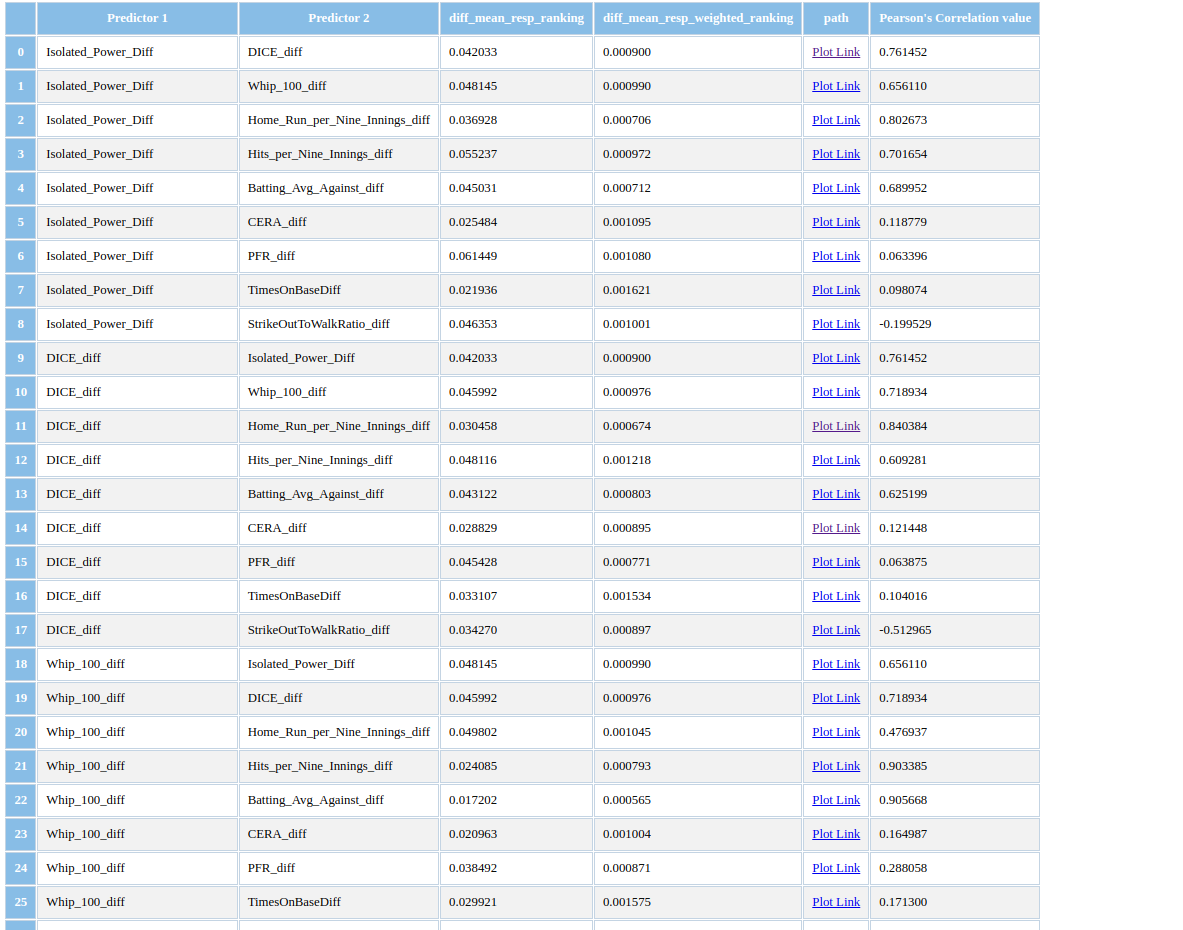 Predictor 1 Predictor 2 diff_mean_resp_ranking diff_mean_resp_weighted_ranking path Pearson's Correlation value
0 Isolated_Power_Diff DICE_diff 0.042033 0.000900 Plot Link 0.761452
1 Isolated_Power_Diff Whip_100_diff 0.048145 0.000990 Plot Link 0.656110
2 Isolated_Power_Diff Home_Run_per_Nine_Innings_diff 0.036928 0.000706 Plot Link 0.802673
3 Isolated_Power_Diff Hits_per_Nine_Innings_diff 0.055237 0.000972 Plot Link 0.701654
4 Isolated_Power_Diff Batting_Avg_Against_diff 0.045031 0.000712 Plot Link 0.689952
5 Isolated_Power_Diff CERA_diff 0.025484 0.001095 Plot Link 0.118779
6 Isolated_Power_Diff PFR_diff 0.061449 0.001080 Plot Link 0.063396
7 Isolated_Power_Diff TimesOnBaseDiff 0.021936 0.001621 Plot Link 0.098074
8 Isolated_Power_Diff StrikeOutToWalkRatio_diff 0.046353 0.001001 Plot Link -0.199529
9 DICE_diff Isolated_Power_Diff 0.042033 0.000900 Plot Link 0.761452
10 DICE_diff Whip_100_diff 0.045992 0.000976 Plot Link 0.718934
11 DICE_diff Home_Run_per_Nine_Innings_diff 0.030458 0.000674 Plot Link 0.840384
12 DICE_diff Hits_per_Nine_Innings_diff 0.048116 0.001218 Plot Link 0.609281
13 DICE_diff Batting_Avg_Against_diff 0.043122 0.000803 Plot Link 0.625199
14 DICE_diff CERA_diff 0.028829 0.000895 Plot Link 0.121448
15 DICE_diff PFR_diff 0.045428 0.000771 Plot Link 0.063875
16 DICE_diff TimesOnBaseDiff 0.033107 0.001534 Plot Link 0.104016
17 DICE_diff StrikeOutToWalkRatio_diff 0.034270 0.000897 Plot Link -0.512965
18 Whip_100_diff Isolated_Power_Diff 0.048145 0.000990 Plot Link 0.656110
19 Whip_100_diff DICE_diff 0.045992 0.000976 Plot Link 0.718934
20 Whip_100_diff Home_Run_per_Nine_Innings_diff 0.049802 0.001045 Plot Link 0.476937
21 Whip_100_diff Hits_per_Nine_Innings_diff 0.024085 0.000793 Plot Link 0.903385
22 Whip_100_diff Batting_Avg_Against_diff 0.017202 0.000565 Plot Link 0.905668
23 Whip_100_diff CERA_diff 0.020963 0.001004 Plot Link 0.164987
24 Whip_100_diff PFR_diff 0.038492 0.000871 Plot Link 0.288058
25 Whip_100_diff TimesOnBaseDiff 0.029921 0.001575 Plot Link 0.171300